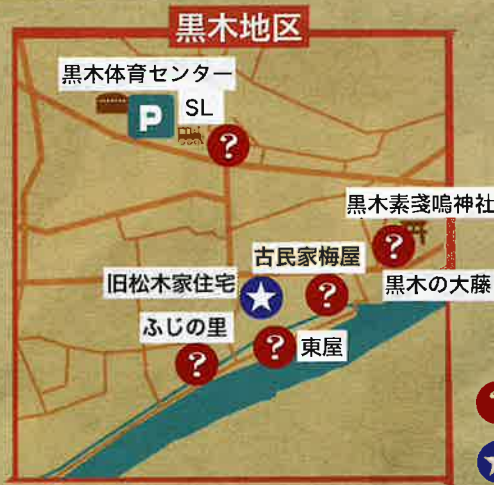 黒木地区
黒木体育センター
P
SL
?
黒木素戔嗚神社
?
古民家梅屋
旧松木家住宅
?
黒木の大藤
ふじの里
?
?
東屋